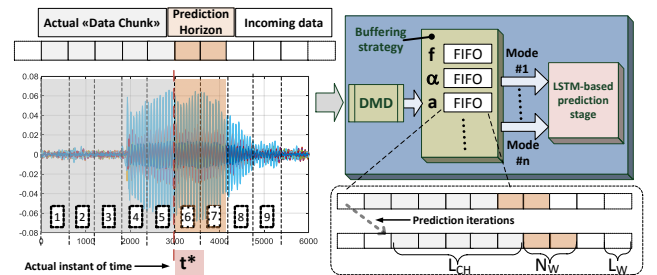 Actual «Data Chunk»
Prediction
Horizon
Incoming data
0.08
0.06
0.04
0.02
0
-0.02
-0.04
-0.06
-0.08
1 2 3 4 5 6 7 8 9
0 1000 2000 3000 4000 5000 6000
Actual instant of time
t*
Buffering
strategy
f FIFO
α FIFO
a FIFO
DMD
Mode
#1
Mode
#n
LSTM-based
prediction
stage
Prediction iterations
LCH
NW
LW